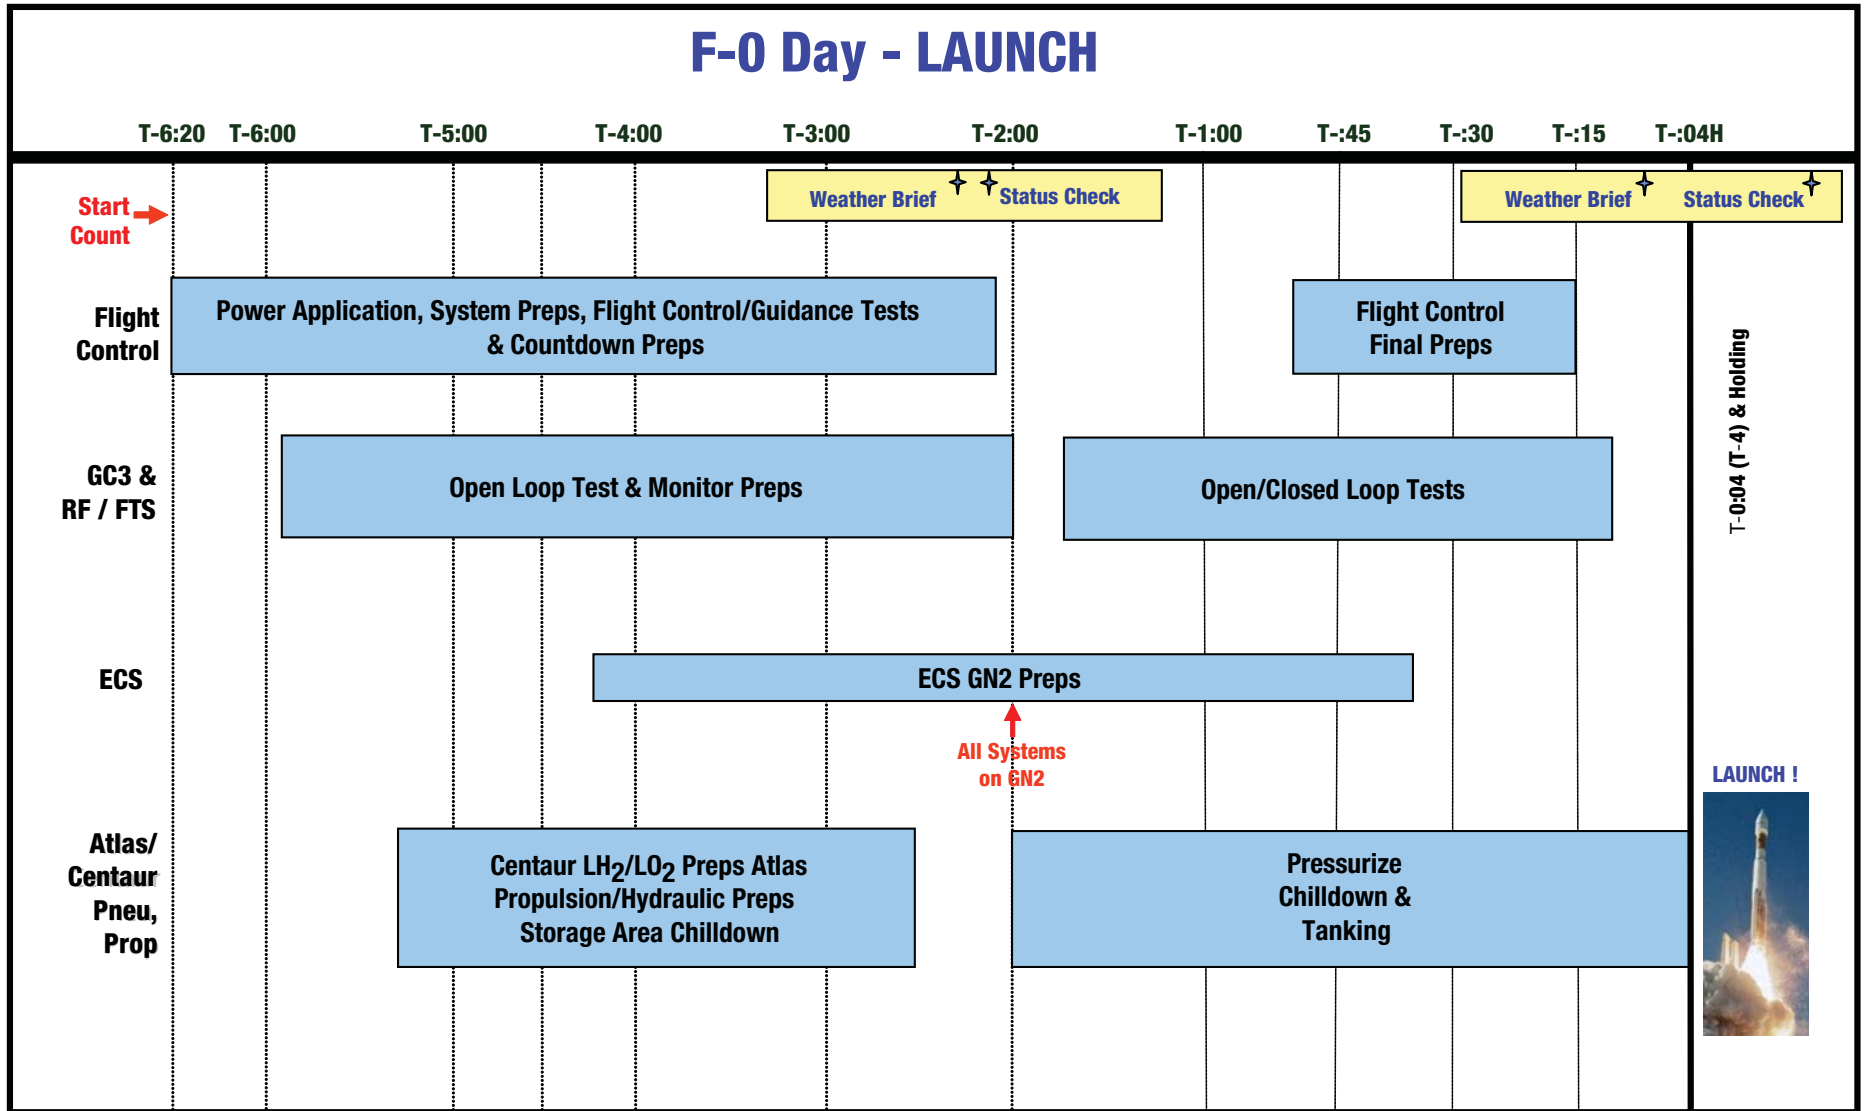 F-0 Day - LAUNCH
T-6:20 T-6:00 T-5:00 T-4:00 T-3:00 T-2:00 T-1:00 T-:45 T-:30 T-:15 T-:04H
Start
Count
Weather Brief Status Check
Weather Brief Status Check
Flight
Control
Power Application, System Preps, Flight Control/Guidance Tests
& Countdown Preps
Flight Control
Final Preps
T-0:04 (T-4) & Holding
GC3 &
RF / FTS
Open Loop Test & Monitor Preps
Open/Closed Loop Tests
ECS
ECS GN2 Preps
All Systems
on GN2
LAUNCH !
Atlas/
Centaur
Pneu,
Prop
Centaur LH2/LO2 Preps Atlas
Propulsion/Hydraulic Preps
Storage Area Chilldown
Pressurize
Chilldown &
Tanking